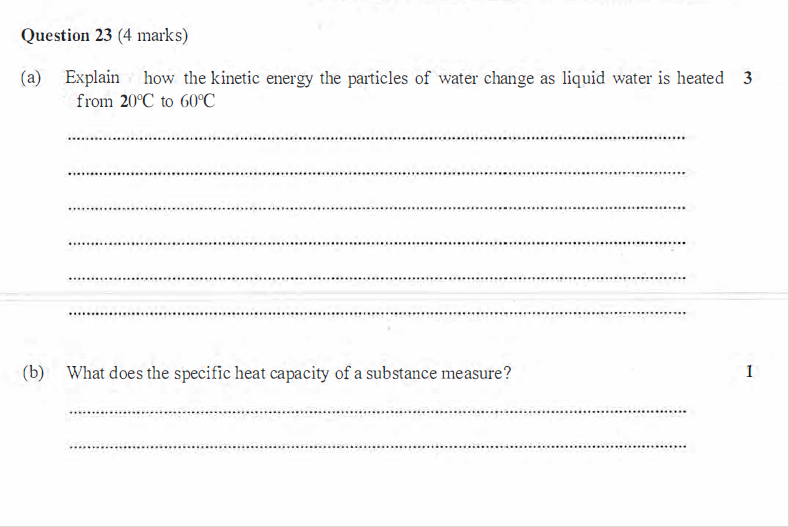 Question 23 (4 marks)
(a) Explain how the kinetic energy the particles of water change as liquid water is heated 3
from 20°C to 60°C
(b) What does the specific heat capacity of a substance measure? 1